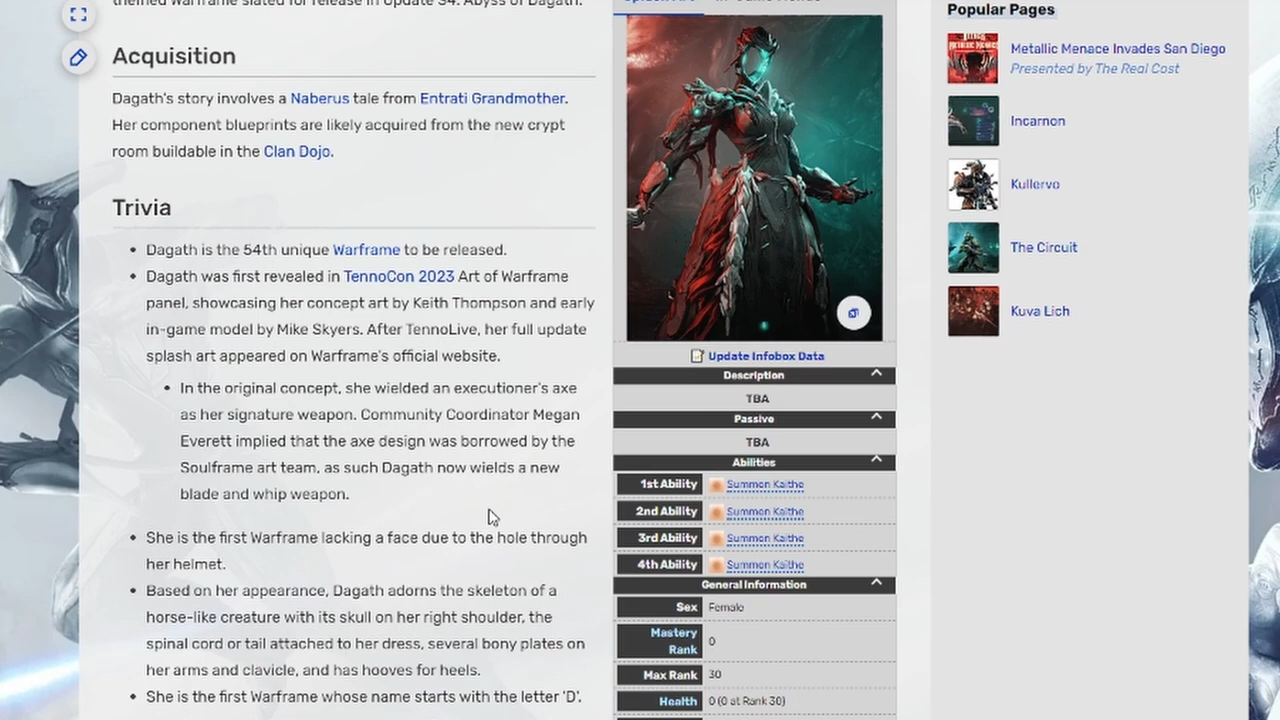 themed Warframe slated for release in Update 34: Abyss of Dagath.
Acquisition
Dagath's story involves a Naberus tale from Entrati Grandmother.
Her component blueprints are likely acquired from the new crypt
room buildable in the Clan Dojo.
Trivia
Dagath is the 54th unique Warframe to be released.
Dagath was first revealed in TennoCon 2023 Art of Warframe
panel, showcasing her concept art by Keith Thompson and early
in-game model by Mike Skyers. After TennoLive, her full update
splash art appeared on Warframe's official website.
In the original concept, she wielded an executioner's axe
as her signature weapon. Community Coordinator Megan
Everett implied that the axe design was borrowed by the
Soulframe art team, as such Dagath now wields a new
blade and whip weapon.
She is the first Warframe lacking a face due to the hole through
her helmet.
Based on her appearance, Dagath adorns the skeleton of a
horse-like creature with its skull on her right shoulder, the
spinal cord or tail attached to her dress, several bony plates on
her arms and clavicle, and has hooves for heels.
She is the first Warframe whose name starts with the letter 'D'.
Update Infobox Data
Description
TBA
Passive
TBA
Abilities
1st Ability Summon Kaithe
2nd Ability Summon Kaithe
3rd Ability Summon Kaithe
4th Ability Summon Kaithe
General Information
Sex Female
Mastery
Rank 0
Max Rank 30
Health 0 (0 at Rank 30)
Popular Pages
Metallic Menace Invades San Diego
Presented by The Real Cost
Incarnon
Kullervo
The Circuit
Kuva Lich